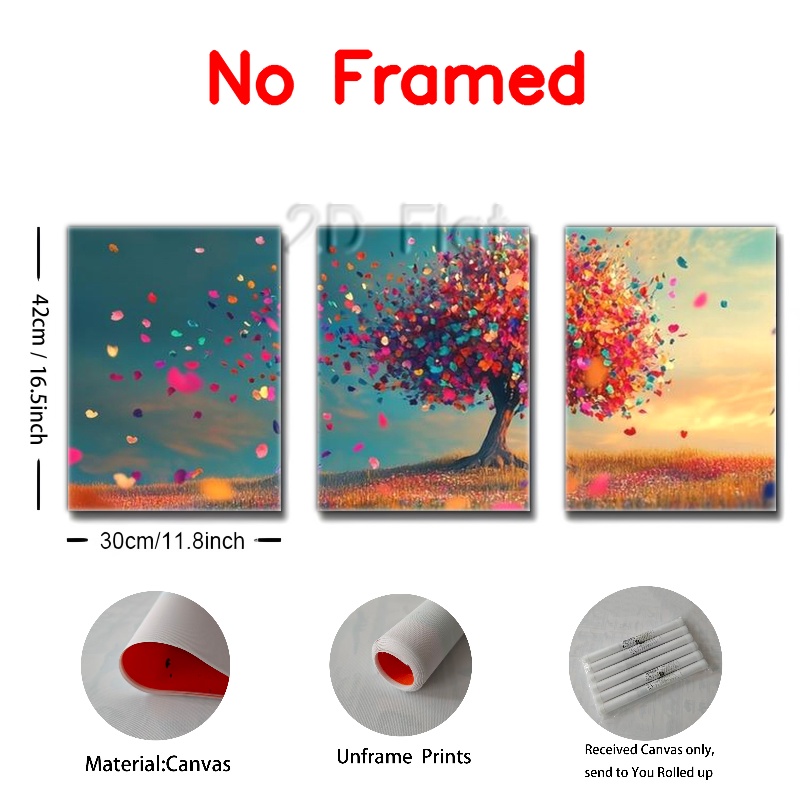 No Framed
2D Flat
42cm / 16.5inch
30cm/11.8inch
Material:Canvas
Unframe Prints
Received Canvas only,
send to You Rolled up